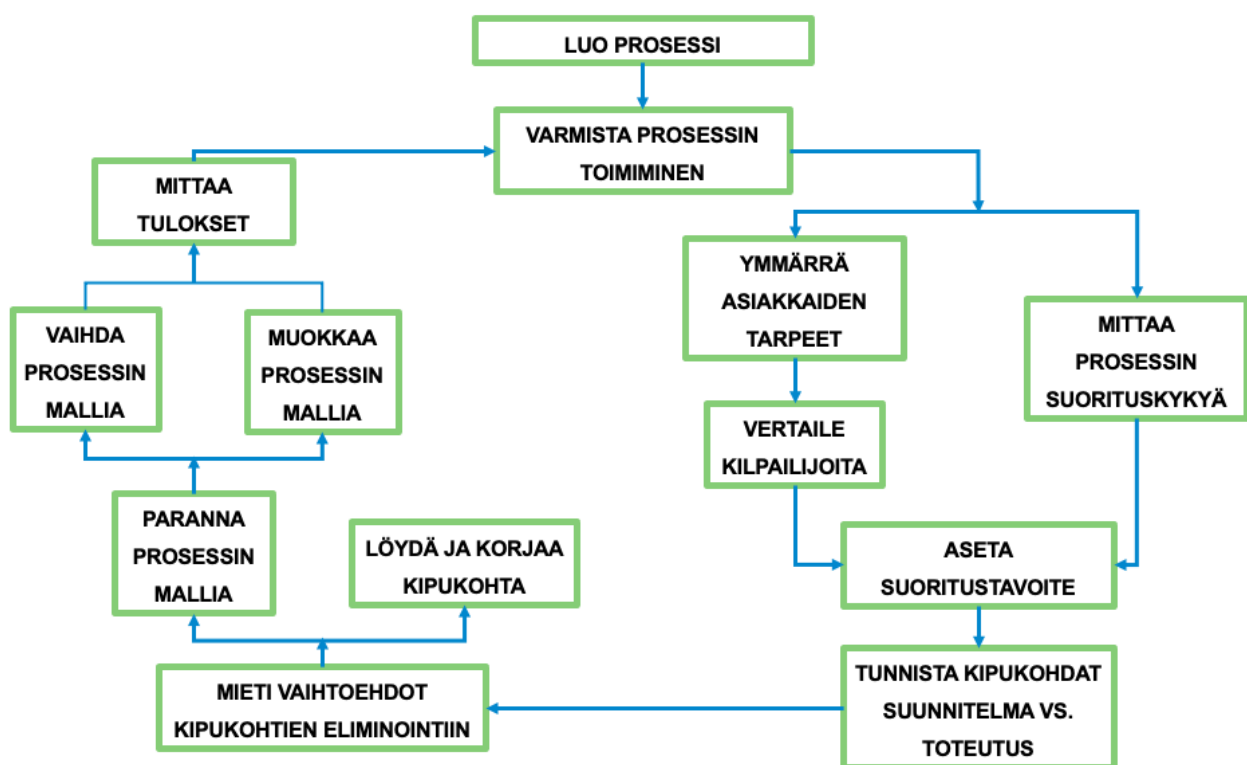 LUO PROSESSI
VARMISTA PROSESSIN
TOIMIMINEN
MITTAA
TULOKSET
YMMÄRRÄ
ASIAKKAIDEN
TARPEET
MITTAA
PROSESSIN
SUORITUSKYKYÄ
VAIHDA
PROSESSIN
MALLIA
MUOKKAA
PROSESSIN
MALLIA
VERTAILE
KILPAILIJOITA
PARANNA
PROSESSIN
MALLIA
LÖYDÄ JA KORJAA
KIPUKOHTA
ASETA
SUORITUSTAVOITE
MIETI VAIHTOEHDOT
KIPUKOHTIEN ELIMINOINTIIN
TUNNISTA KIPUKOHDAT
SUUNNITELMA VS.
TOTEUTUS